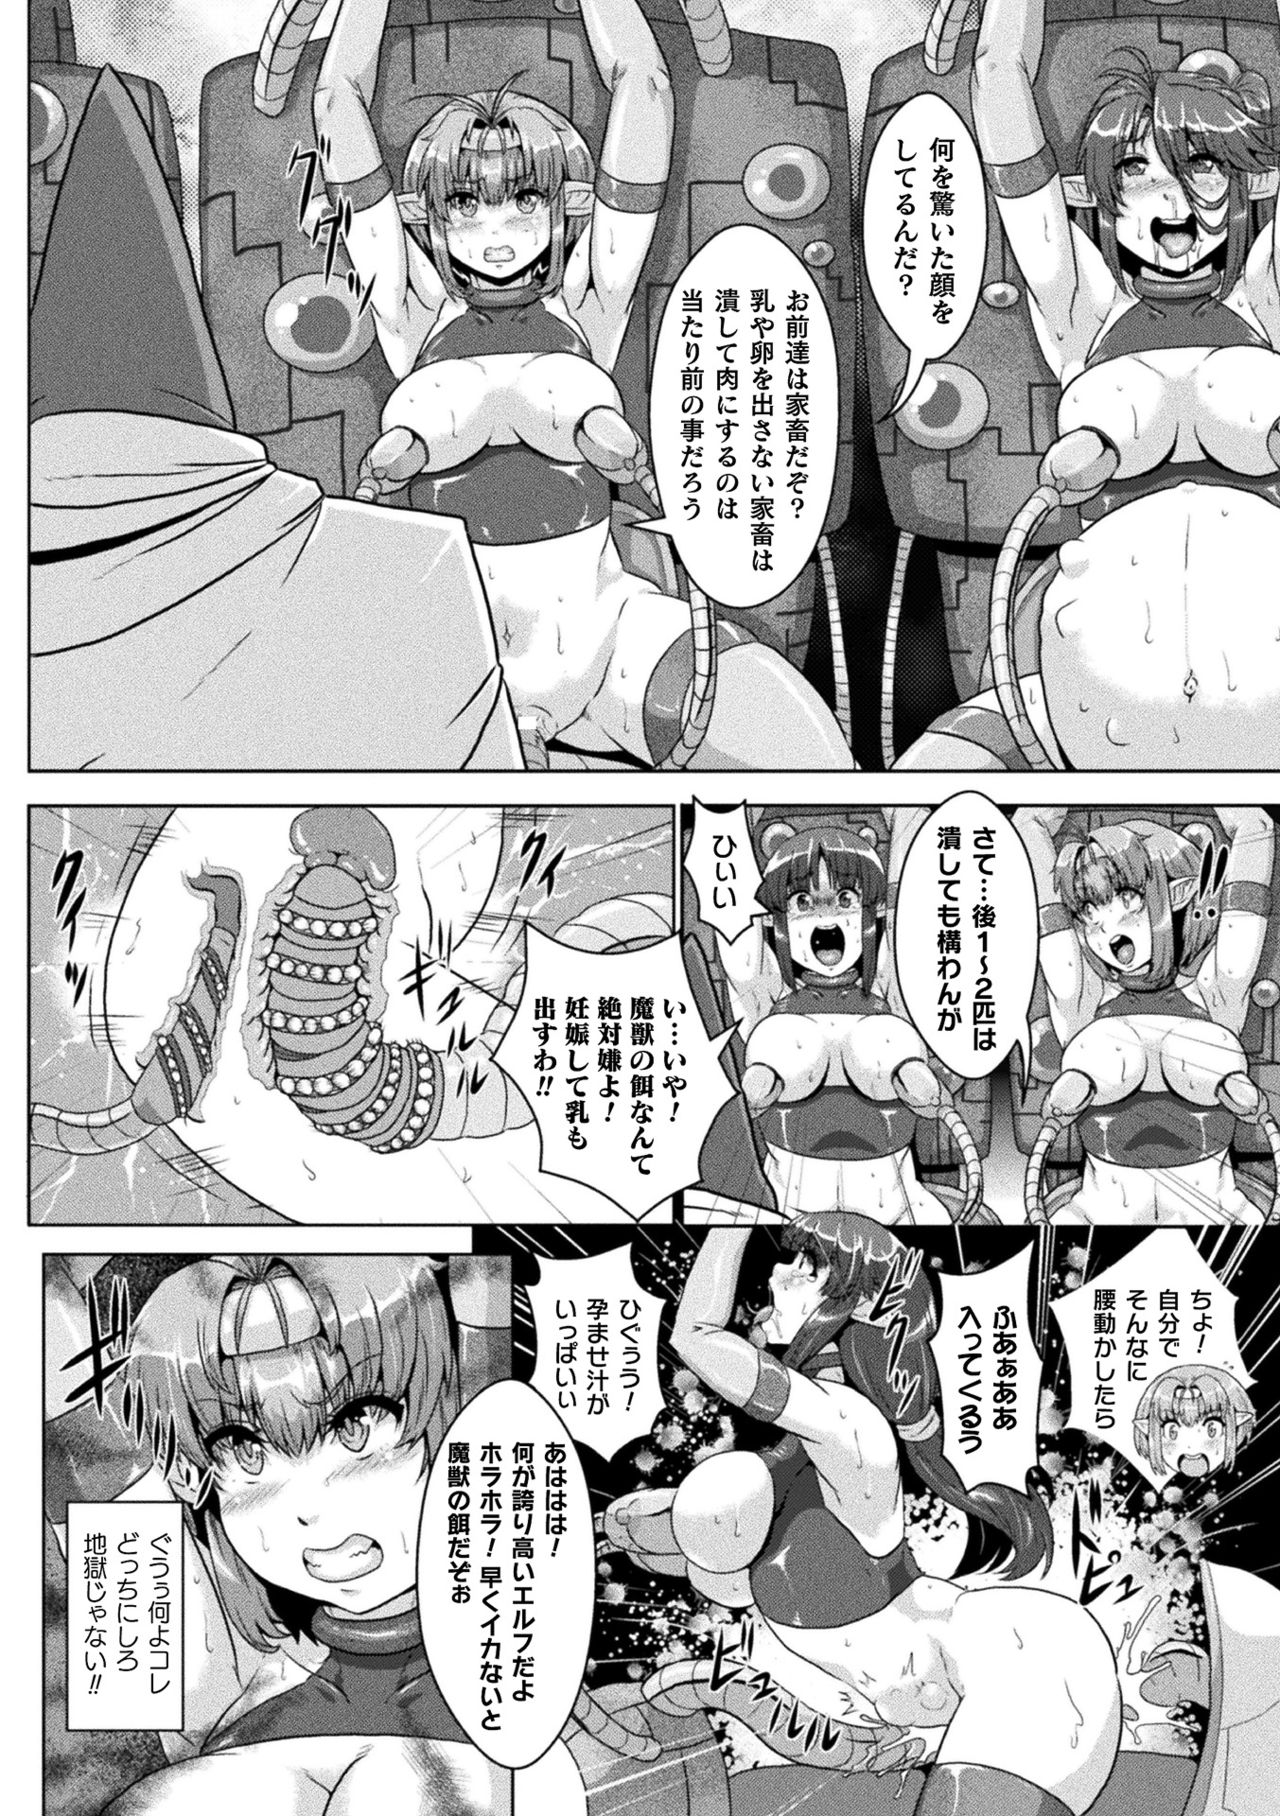 何を驚いた顔を
してるんだ？
お前達は家畜だぞ？
乳や卵を出さない家畜は
潰して肉にするのは
当たり前の事だろう
さて…後1～2匹は
潰しても構わんが
ひいい
い…いや！
魔獣の餌なんて
絶対嫌よ！
妊娠して乳も
出すわ!!
ちょ！
自分で
そんなに
腰動かしたら
ふあぁああ
入ってくるぅ
ひぐぅう！
孕ませ汁が
いっぱいい
あははは！
何が誇り高いエルフだよ
ホラホラ！早くイカないと
魔獣の餌だぞぉ
ぐうぅ何よコレ
どっちにしろ
地獄じゃない!!